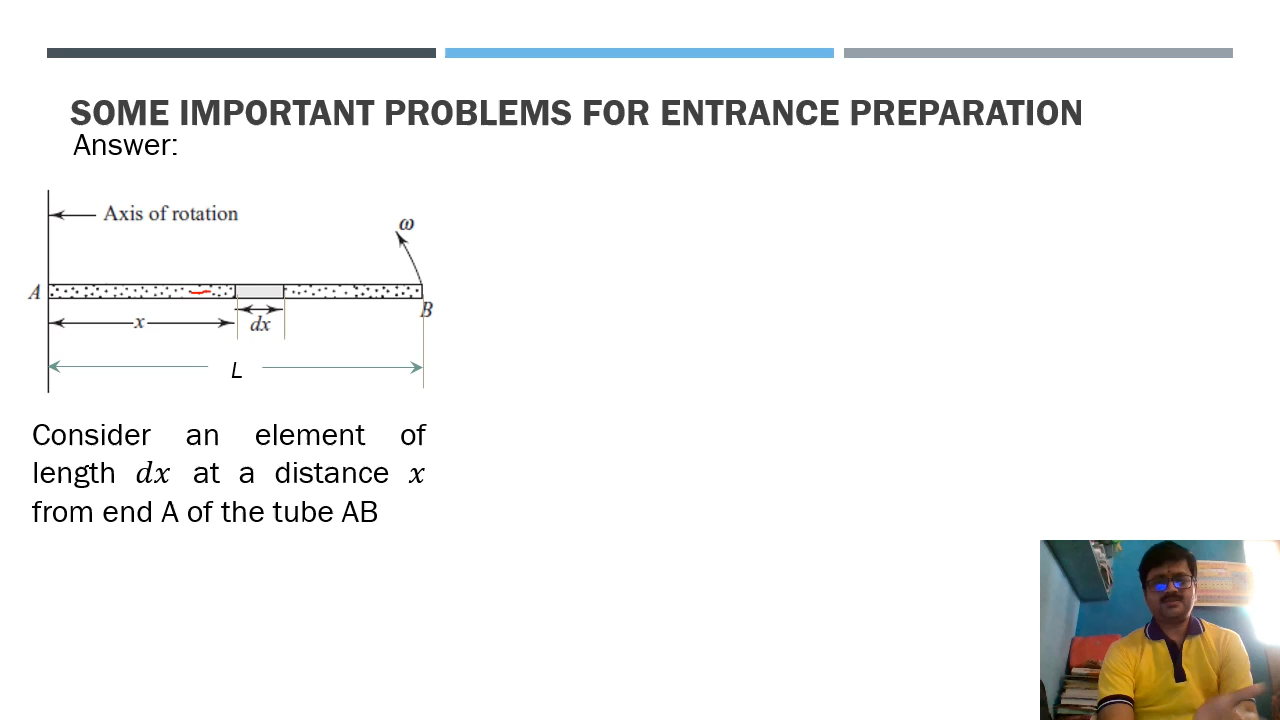 SOME IMPORTANT PROBLEMS FOR ENTRANCE PREPARATION
Answer:
Axis of rotation
ω
A
B
x
dx
L
Consider an element of
length dx at a distance x
from end A of the tube AB